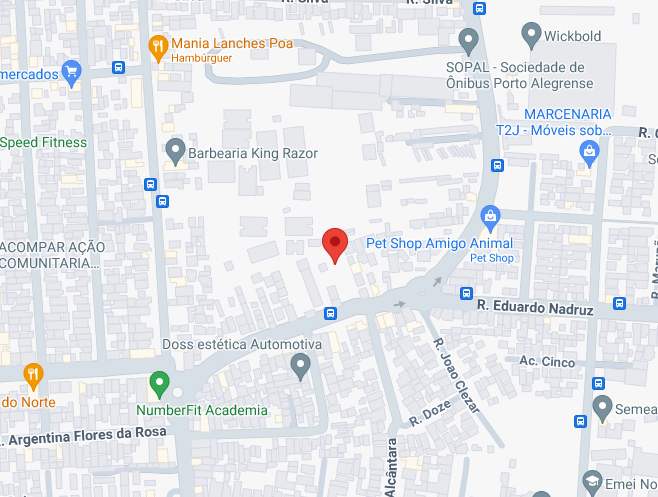 R. Silva
R. Silva
Mania Lanches Poa
Hambúrguer
Wickbold
SOPAL - Sociedade de
Ônibus Porto Alegrense
mercados
MARCENARIA
T2J - Móveis sob...
Speed Fitness
Barbearia King Razor
ACOMPAR AÇÃO
COMUNITARIA...
Pet Shop Amigo Animal
Pet Shop
R. Eduardo Nadruz
Doss estética Automotiva
R. Joao Clezar
Ac. Cinco
do Norte
NumberFit Academia
R. Doze
Semea
. Argentina Flores da Rosa
Alcântara
Emei No